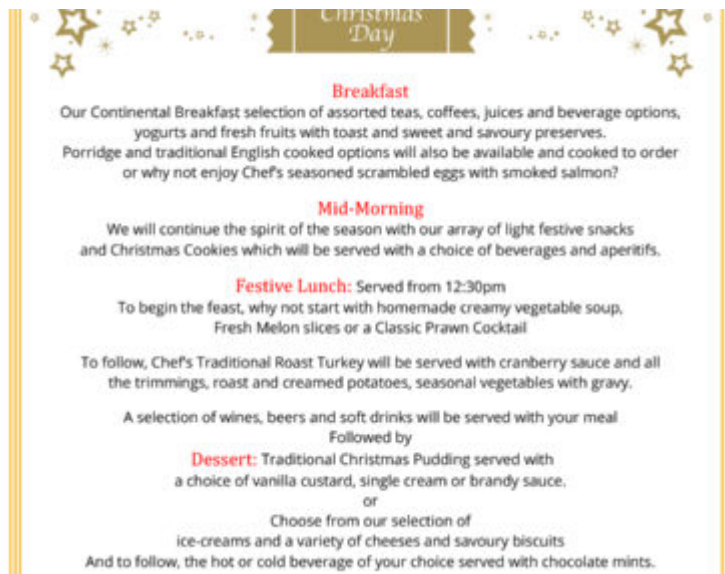 Christmas
Day
Breakfast
Our Continental Breakfast selection of assorted teas, coffees, juices and beverage options,
yogurts and fresh fruits with toast and sweet and savoury preserves.
Porridge and traditional English cooked options will also be available and cooked to order
or why not enjoy Chef's seasoned scrambled eggs with smoked salmon?
Mid-Morning
We will continue the spirit of the season with our array of light festive snacks
and Christmas Cookies which will be served with a choice of beverages and aperitifs.
Festive Lunch: Served from 12:30pm
To begin the feast, why not start with homemade creamy vegetable soup,
Fresh Melon slices or a Classic Prawn Cocktail
To follow, Chef's Traditional Roast Turkey will be served with cranberry sauce and all
the trimmings, roast and creamed potatoes, seasonal vegetables with gravy.
A selection of wines, beers and soft drinks will be served with your meal
Followed by
Dessert: Traditional Christmas Pudding served with
a choice of vanilla custard, single cream or brandy sauce.
or
Choose from our selection of
ice-creams and a variety of cheeses and savoury biscuits
And to follow, the hot or cold beverage of your choice served with chocolate mints.